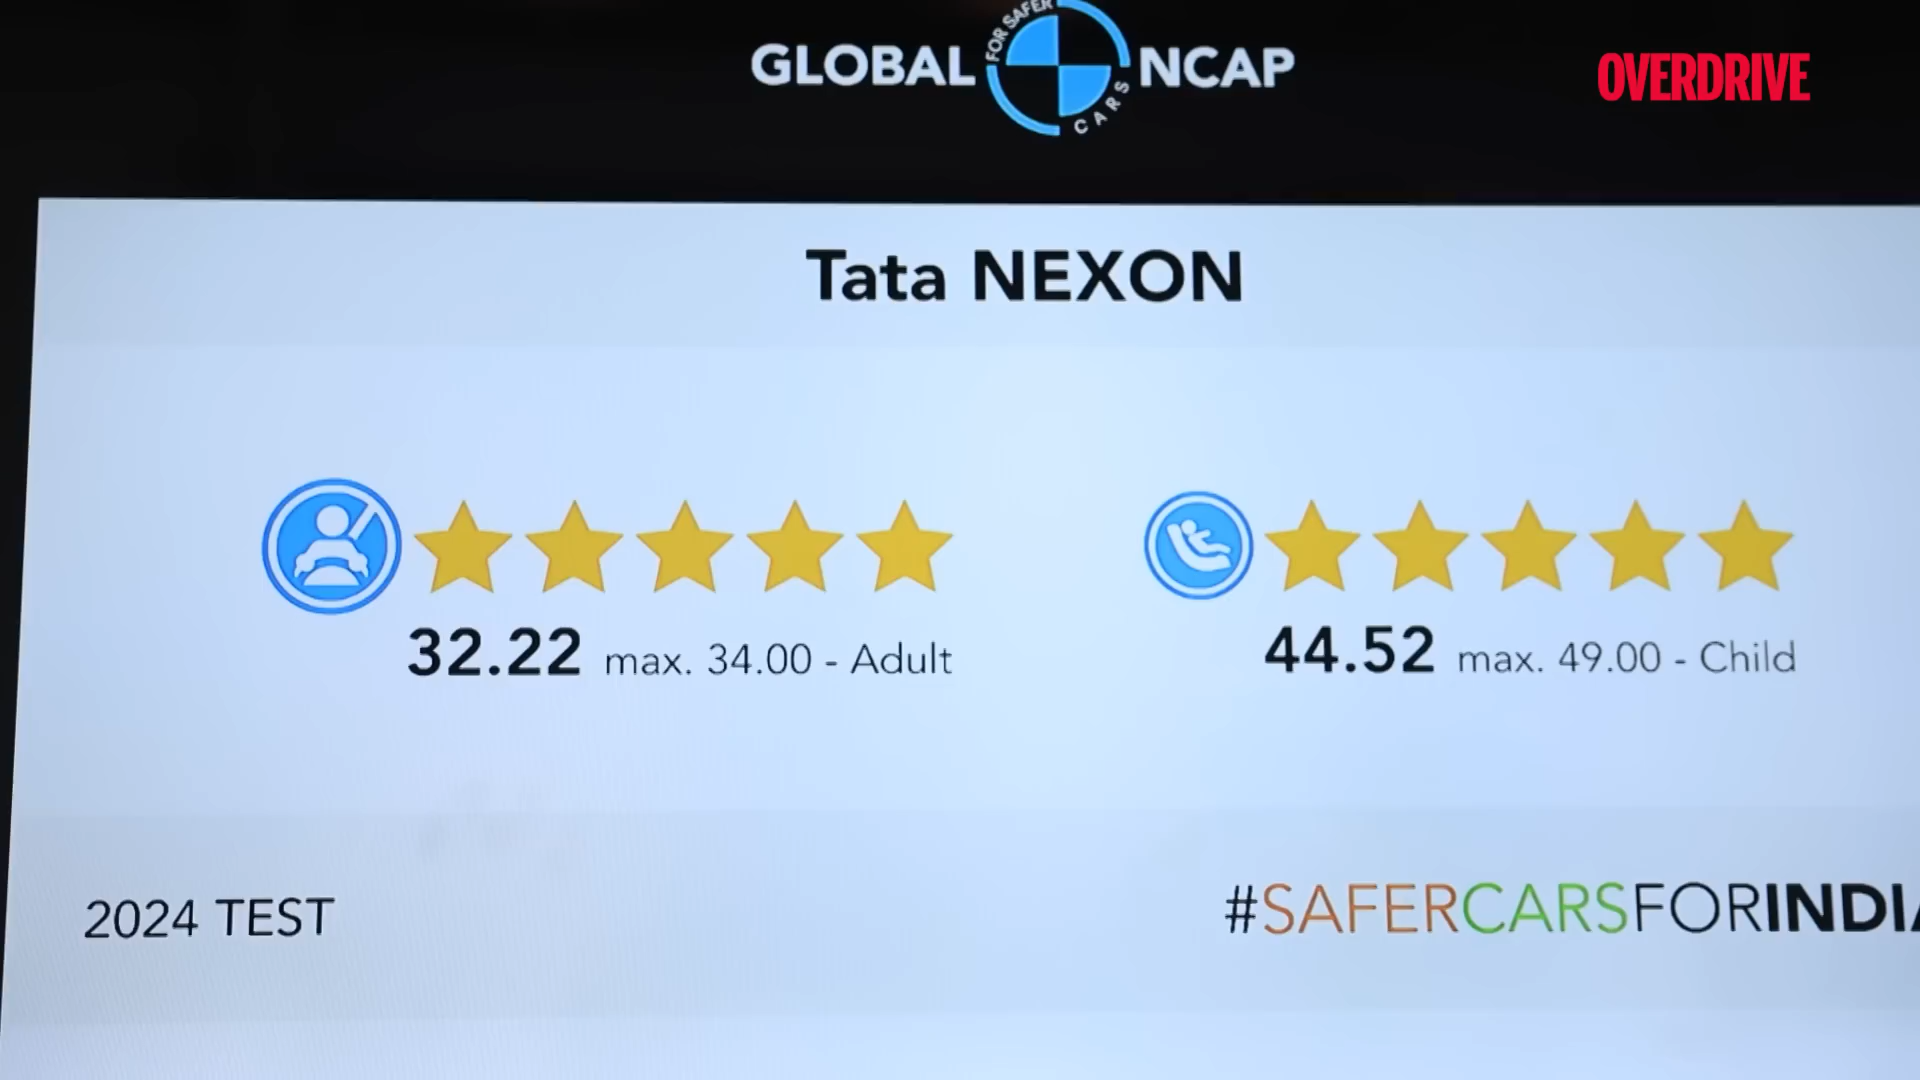 GLOBAL FOR SAFER CARS NCAP
OVERDRIVE
Tata NEXON
32.22 max. 34.00 - Adult
44.52 max. 49.00 - Child
2024 TEST
#SAFERCARSFORINDIA